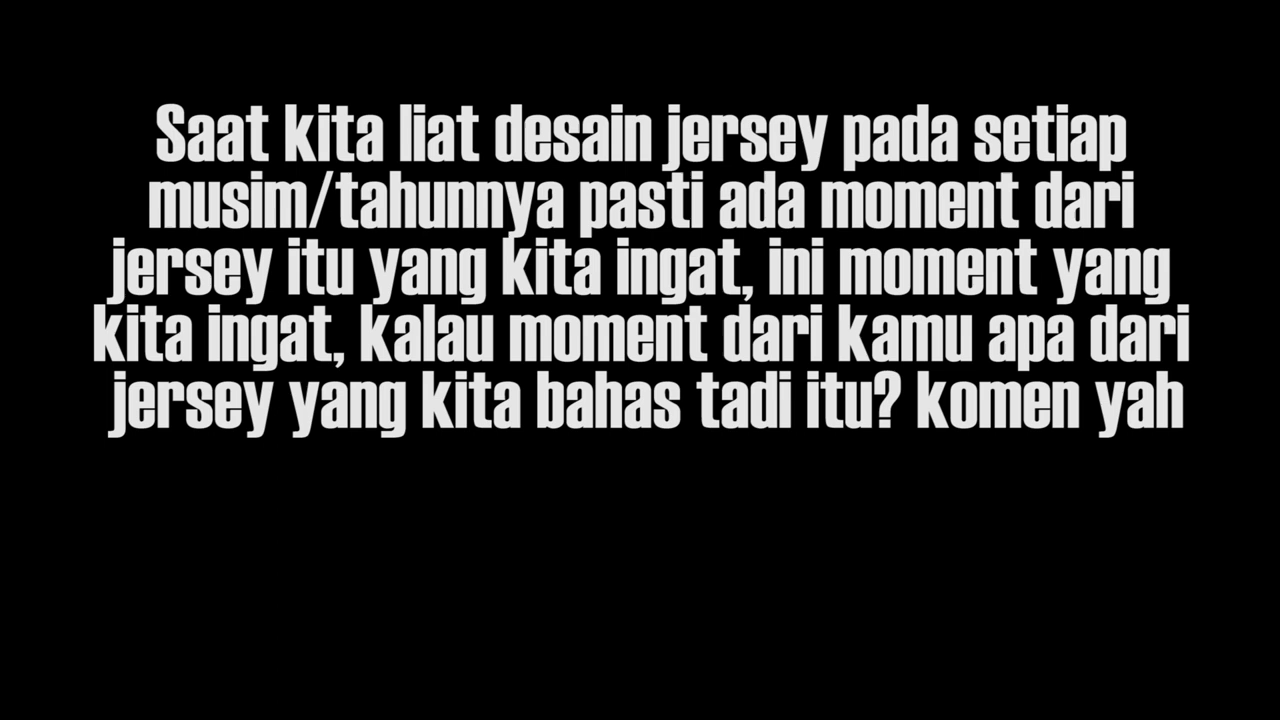 Saat kita liat desain jersey pada setiap
musim/tahunnya pasti ada moment dari
jersey itu yang kita ingat, ini moment yang
kita ingat, kalau moment dari kamu apa dari
jersey yang kita bahas tadi itu? komen yah